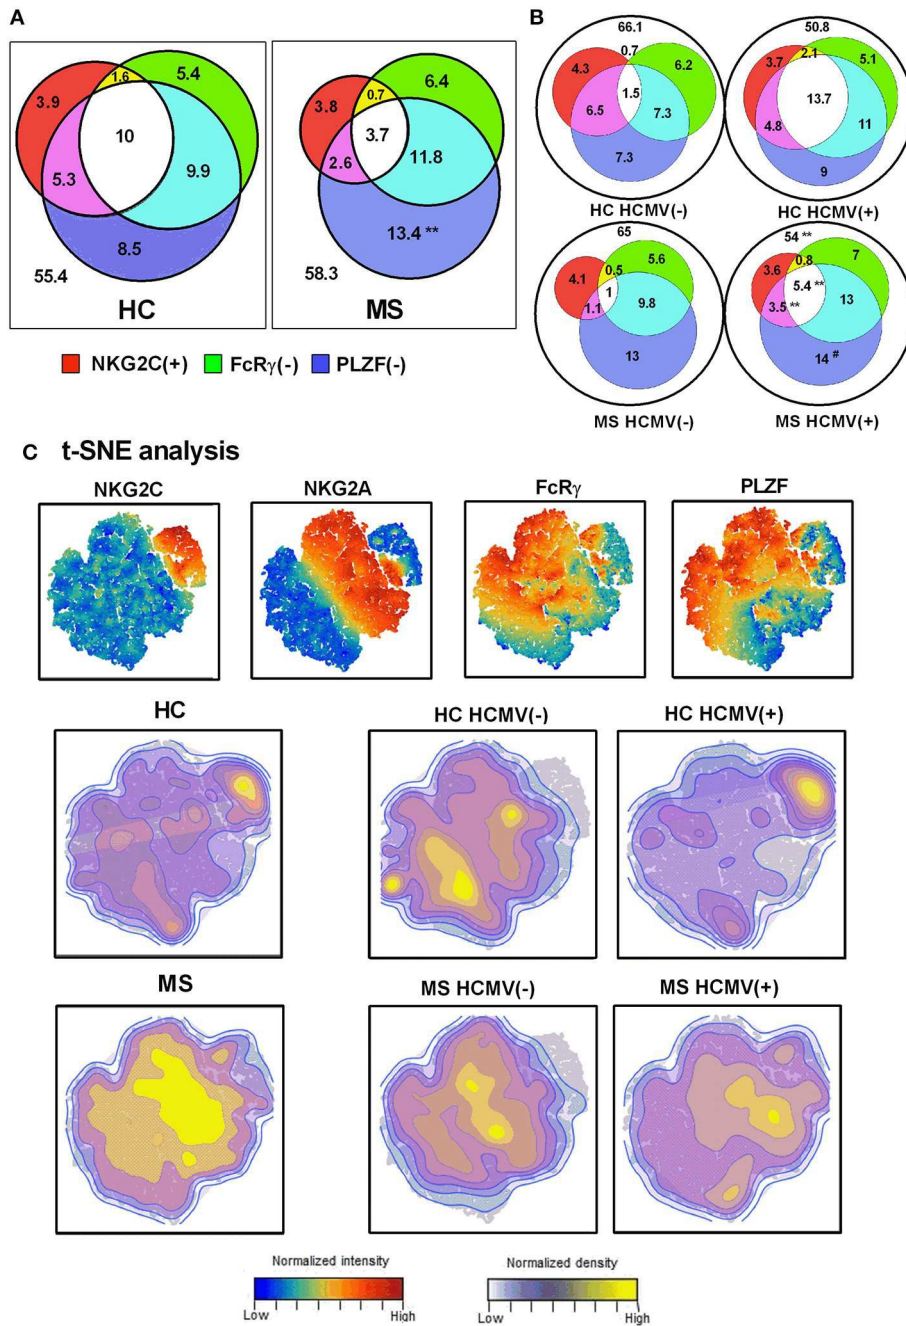 A
1.6
5.4
3.9
10
5.3
9.9
8.5
55.4
HC
6.4
3.8
0.7
3.7
11.8
2.6
13.4 **
58.3
MS
NKG2C(+) FcRγ(-) PLZF(-)
B
66.1
0.7
4.3
6.2
1.5
6.5
7.3
7.3
HC HCMV(-)
50.8
2.1
3.7
5.1
13.7
4.8
11
9
HC HCMV(+)
65
0.5
5.6
4.1
1
1.1
9.8
13
MS HCMV(-)
54 **
0.8
7
3.6
5.4 **
3.5 **
13
14 #
MS HCMV(+)
C t-SNE analysis
NKG2C NKG2A FcRγ PLZF
HC HC HCMV(-) HC HCMV(+)
MS MS HCMV(-) MS HCMV(+)
Normalized intensity
Low High
Normalized density
Low High